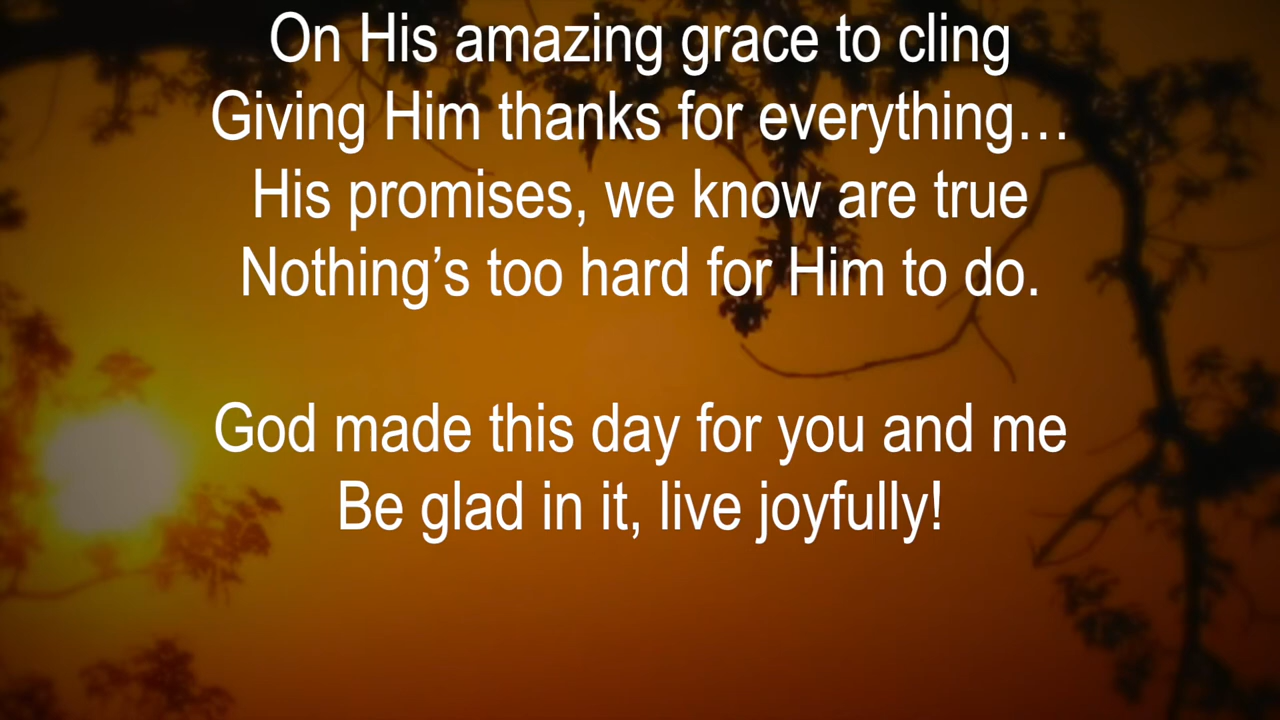 On His amazing grace to cling
Giving Him thanks for everything…
His promises, we know are true
Nothing’s too hard for Him to do.
God made this day for you and me
Be glad in it, live joyfully!